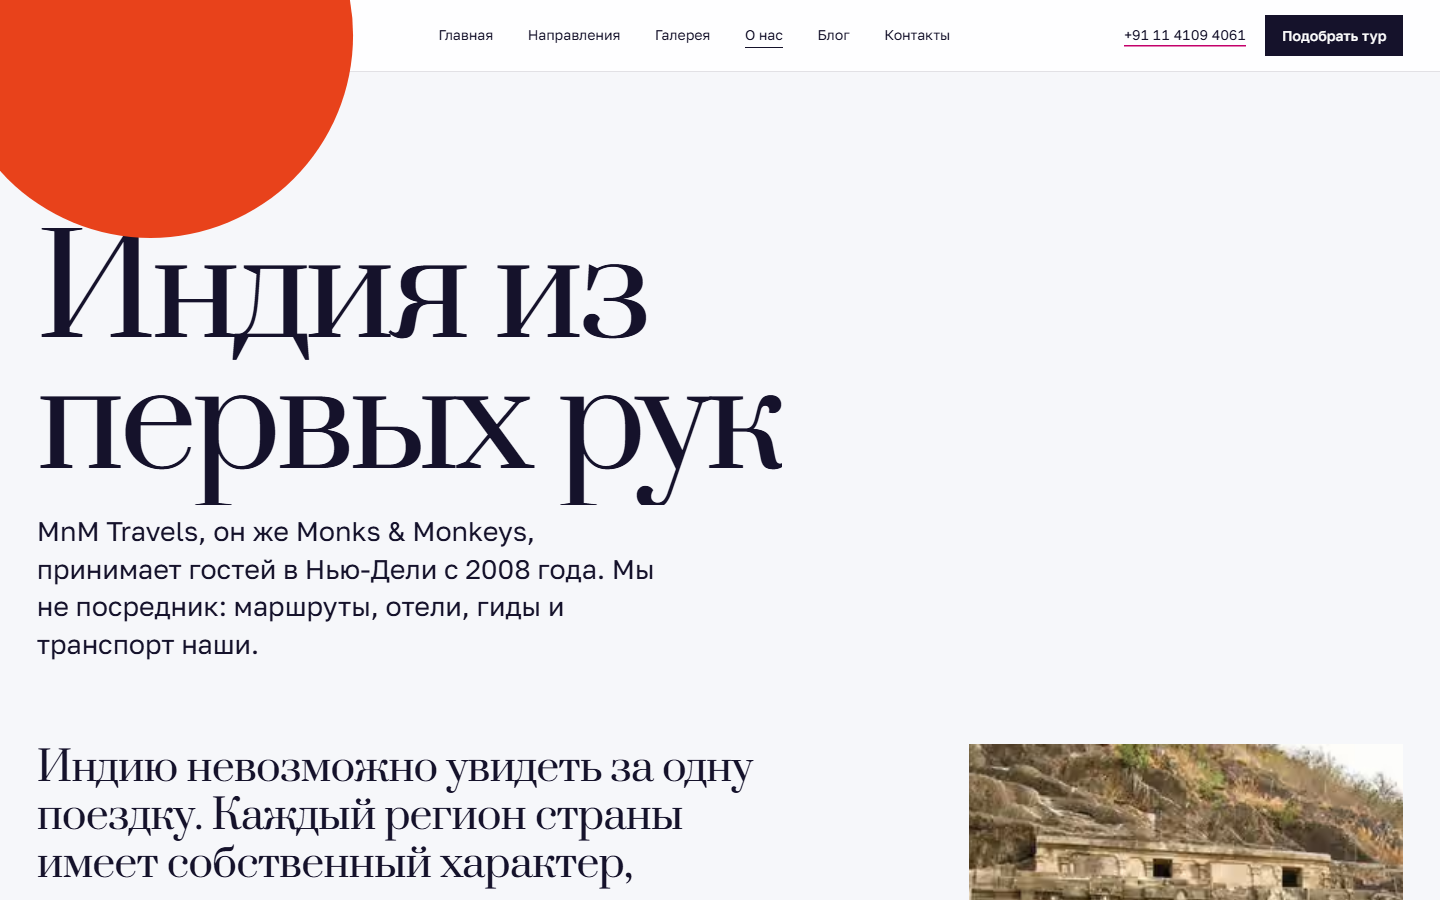 Главная
Направления
Галерея
О нас
Блог
Контакты
+91 11 4109 4061
Подобрать тур
Индия из
первых рук
MnM Travels, он же Monks & Monkeys,
принимает гостей в Нью-Дели с 2008 года. Мы
не посредник: маршруты, отели, гиды и
транспорт наши.
Индию невозможно увидеть за одну
поездку. Каждый регион страны
имеет собственный характер,